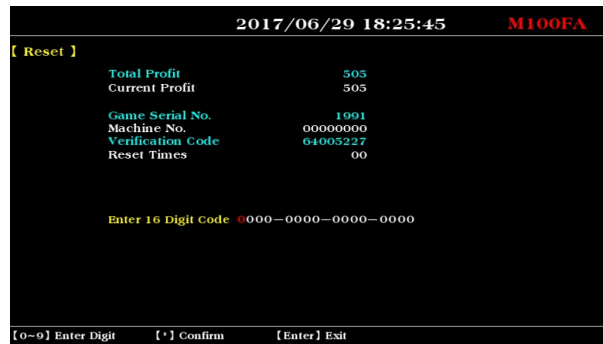 2017/06/29 18:25:45 M100FA
【 Reset 】
Total Profit 505
Current Profit 505
Game Serial No. 1991
Machine No. 00000000
Verification Code 64005227
Reset Times 00
Enter 16 Digit Code 0000-0000-0000-0000
【0~9】Enter Digit 【*】Confirm 【Enter】Exit